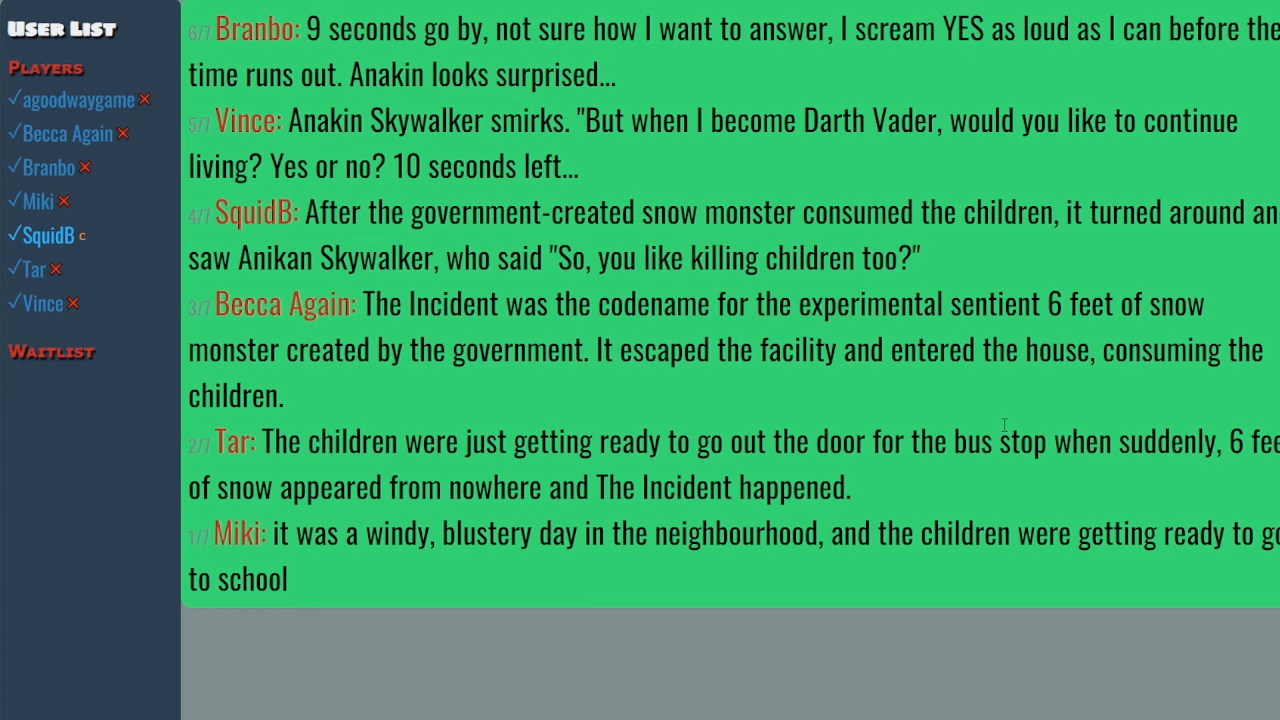 User List
Players
✓agoodwaygame ✕
✓Becca Again ✕
✓Branbo ✕
✓Miki ✕
✓SquidB c
✓Tar ✕
✓Vince ✕
Waitlist
6/7 Branbo: 9 seconds go by, not sure how I want to answer, I scream YES as loud as I can before the
time runs out. Anakin looks surprised...
5/7 Vince: Anakin Skywalker smirks. "But when I become Darth Vader, would you like to continue
living? Yes or no? 10 seconds left...
4/7 SquidB: After the government-created snow monster consumed the children, it turned around an
saw Anikan Skywalker, who said "So, you like killing children too?"
3/7 Becca Again: The Incident was the codename for the experimental sentient 6 feet of snow
monster created by the government. It escaped the facility and entered the house, consuming the
children.
2/7 Tar: The children were just getting ready to go out the door for the bus stop when suddenly, 6 fee
of snow appeared from nowhere and The Incident happened.
1/7 Miki: it was a windy, blustery day in the neighbourhood, and the children were getting ready to go
to school